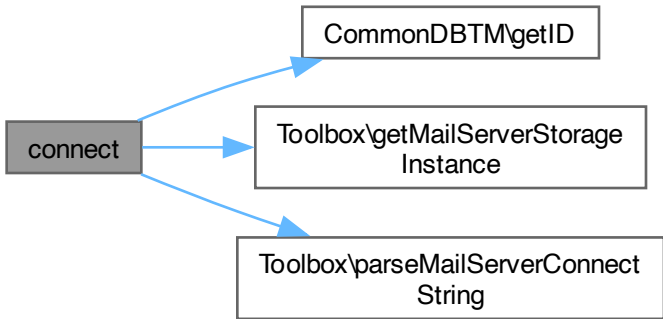 CommonDBTM\getID
connect
Toolbox\getMailServerStorage
Instance
Toolbox\parseMailServerConnect
String